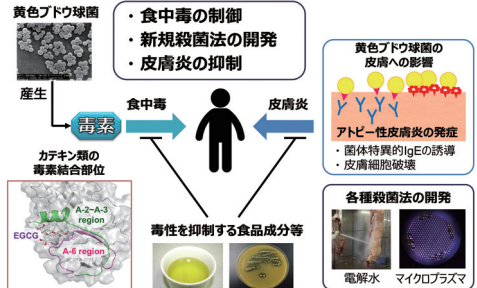 黄色ブドウ球菌
・食中毒の制御
・新規殺菌法の開発
・皮膚炎の抑制
産生
毒素
食中毒
皮膚炎
黄色ブドウ球菌の
皮膚への影響
アトピー性皮膚炎の発症
・菌体特異的IgEの誘導
・皮膚細胞破壊
カテキン類の
毒素結合部位
A-2~A-3
region
EGCG
A-6 region
毒性を抑制する食品成分等
各種殺菌法の開発
電解水
マイクロプラズマ